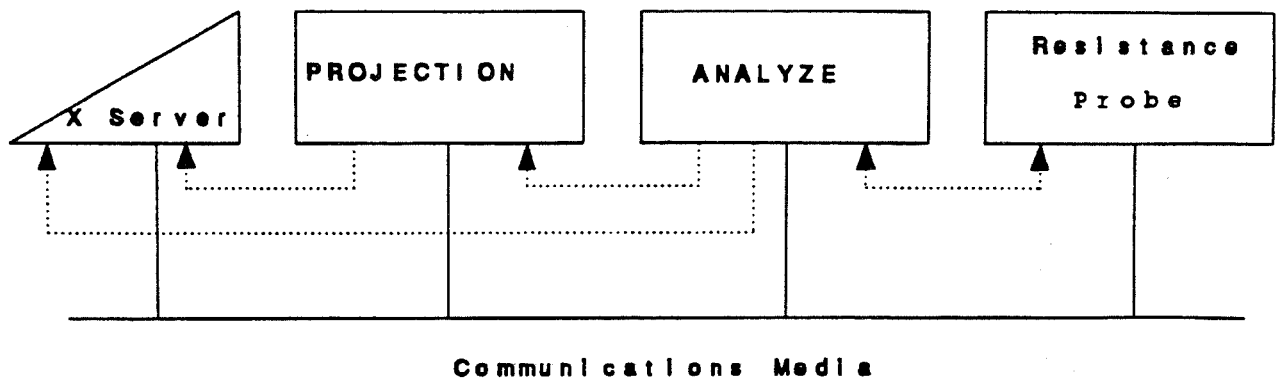 X Server
PROJECTION
ANALYZE
Resistance
Probe
Communications Media